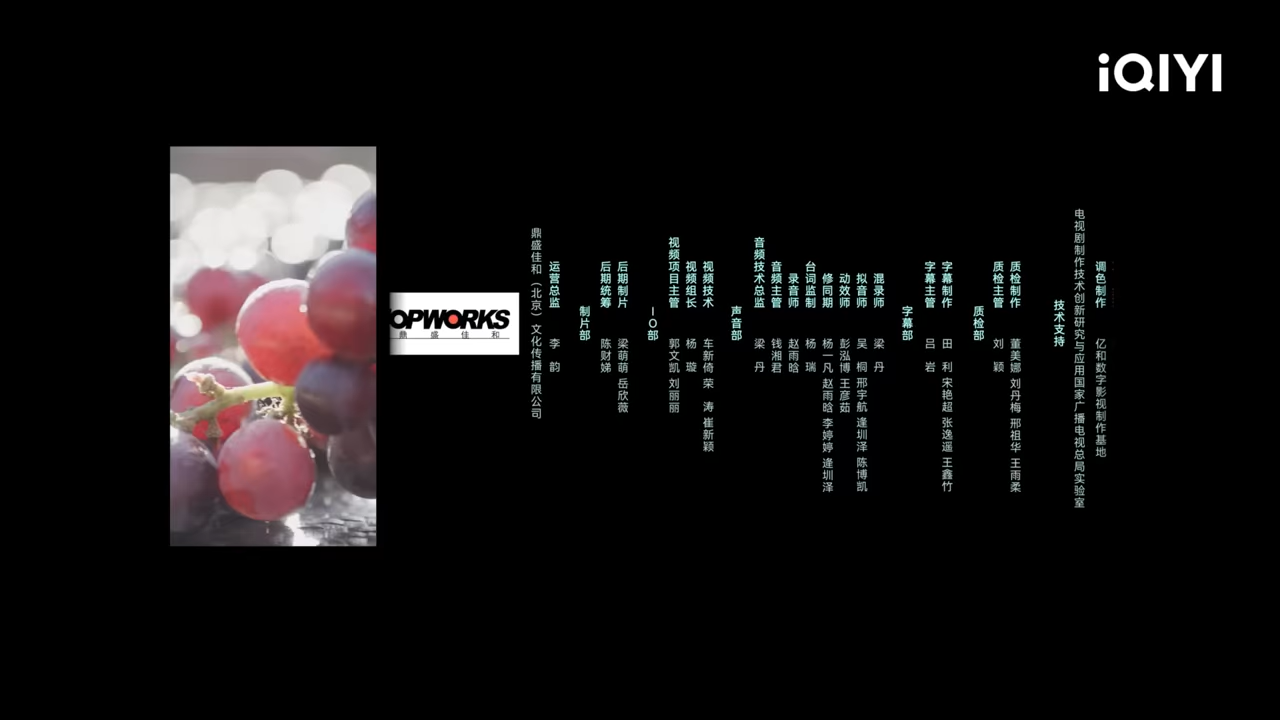 iQIYI
OPWORKS
鼎 盛 佳 和
鼎盛佳和（北京）文化传播有限公司
运营总监 李 韵
制片部
后期统筹 陈财娣
后期制片 梁萌萌 岳欣薇
IO部
视频项目主管 郭文凯 刘丽丽
视频组长 杨 璇
视频技术 车新倚 荣 涛 崔新颖
声音部
音频技术总监 梁 丹
音频主管 钱湘君
录音师 赵雨晗
台词监制 杨 瑞
修同期 杨一凡 赵雨晗 李婷婷 逄圳泽
动效师 彭泓博 王彦茹
拟音师 吴 桐 邢宇航 逄圳泽 陈博凯
混录师 梁 丹
字幕部
字幕主管 吕 岩
字幕制作 田 利 宋艳超 张逸遥 王鑫竹
质检部
质检主管 刘 颖
质检制作 董美娜 刘丹梅 邢祖华 王雨柔
技术支持
电视剧制作技术创新研究与应用国家广播电视总局实验室
调色制作 亿和数字影视制作基地